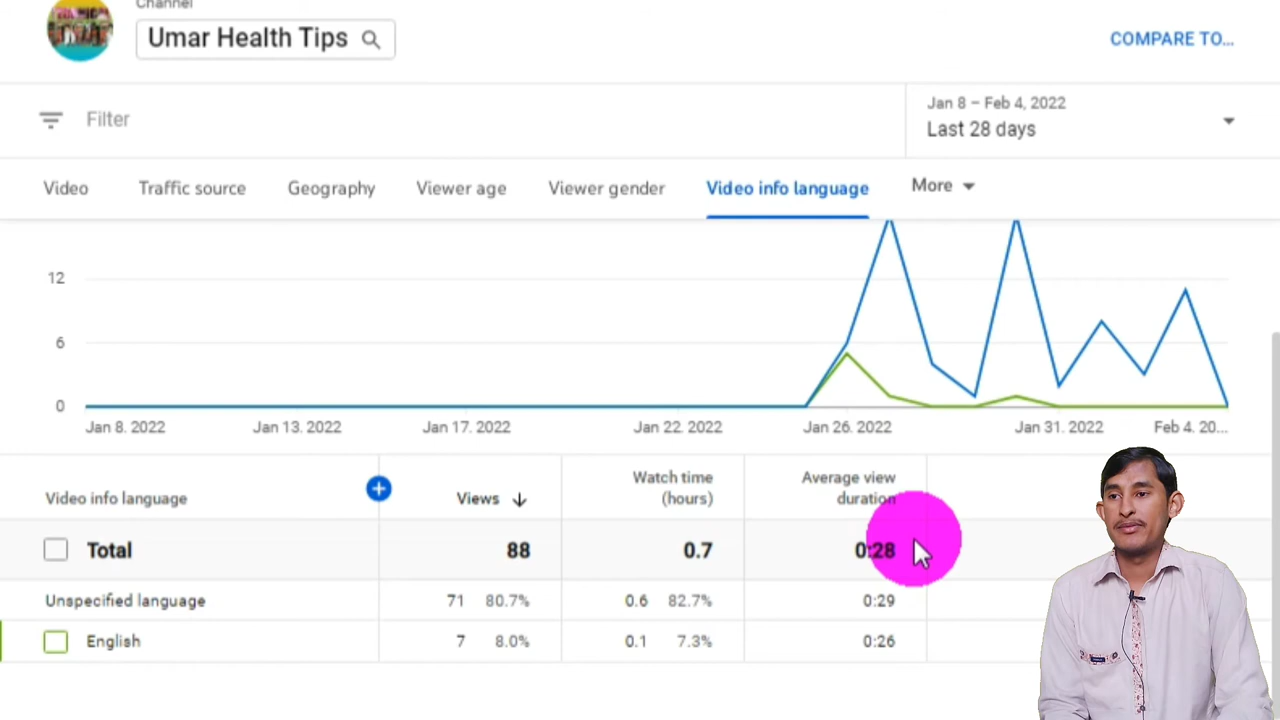 Channel
Umar Health Tips
COMPARE TO...
Filter
Jan 8 – Feb 4, 2022
Last 28 days
Video Traffic source Geography Viewer age Viewer gender Video info language More
12
6
0
Jan 8. 2022 Jan 13. 2022 Jan 17. 2022 Jan 22. 2022 Jan 26. 2022 Jan 31. 2022 Feb 4. 20...
Video info language Views Watch time (hours) Average view duration
Total 88 0.7 0:28
Unspecified language 71 80.7% 0.6 82.7% 0:29
English 7 8.0% 0.1 7.3% 0:26